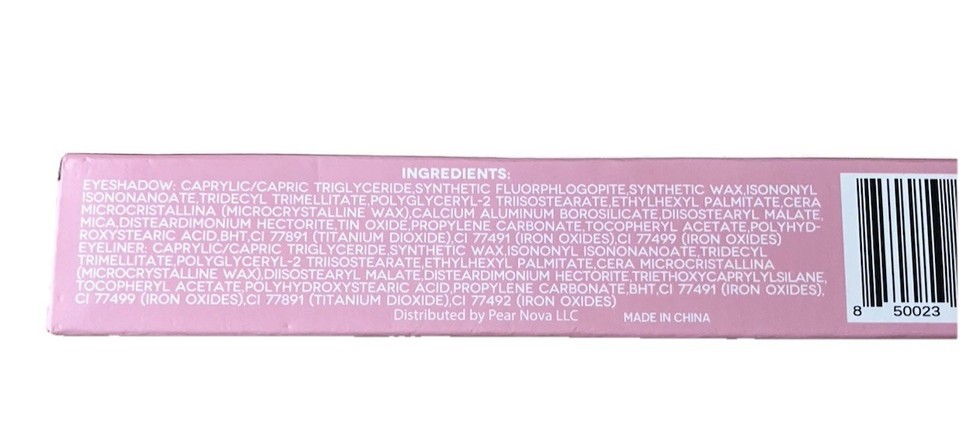 INGREDIENTS:
EYESHADOW: CAPRYLIC/CAPRIC TRIGLYCERIDE,SYNTHETIC FLUORPHLOGOPITE,SYNTHETIC WAX,ISONONYL
ISONONANOATE,TRIDECYL TRIMELLITATE,POLYGLYCERYL-2 TRIISOSTEARATE,ETHYLHEXYL PALMITATE,CERA
MICROCRISTALLINA (MICROCRYSTALLINE WAX),CALCIUM ALUMINUM BOROSILICATE,DIISOSTEARYL MALATE,
MICA,DISTEARDIMONIUM HECTORITE,TIN OXIDE,PROPYLENE CARBONATE,TOCOPHERYL ACETATE,POLYHYD-
ROXYSTEARIC ACID,BHT,CI 77891 (TITANIUM DIOXIDE),CI 77491 (IRON OXIDES),CI 77499 (IRON OXIDES)
EYELINER: CAPRYLIC/CAPRIC TRIGLYCERIDE,SYNTHETIC WAX,ISONONYL ISONONANOATE,TRIDECYL
TRIMELLITATE,POLYGLYCERYL-2 TRIISOSTEARATE,ETHYLHEXYL PALMITATE,CERA MICROCRISTALLINA
(MICROCRYSTALLINE WAX),DIISOSTEARYL MALATE,DISTEARDIMONIUM HECTORITE,TRIETHOXYCAPRYLYLSILANE,
TOCOPHERYL ACETATE,POLYHYDROXYSTEARIC ACID,PROPYLENE CARBONATE,BHT,CI 77491 (IRON OXIDES),
CI 77499 (IRON OXIDES),CI 77891 (TITANIUM DIOXIDE),CI 77492 (IRON OXIDES)
Distributed by Pear Nova LLC MADE IN CHINA
8 50023